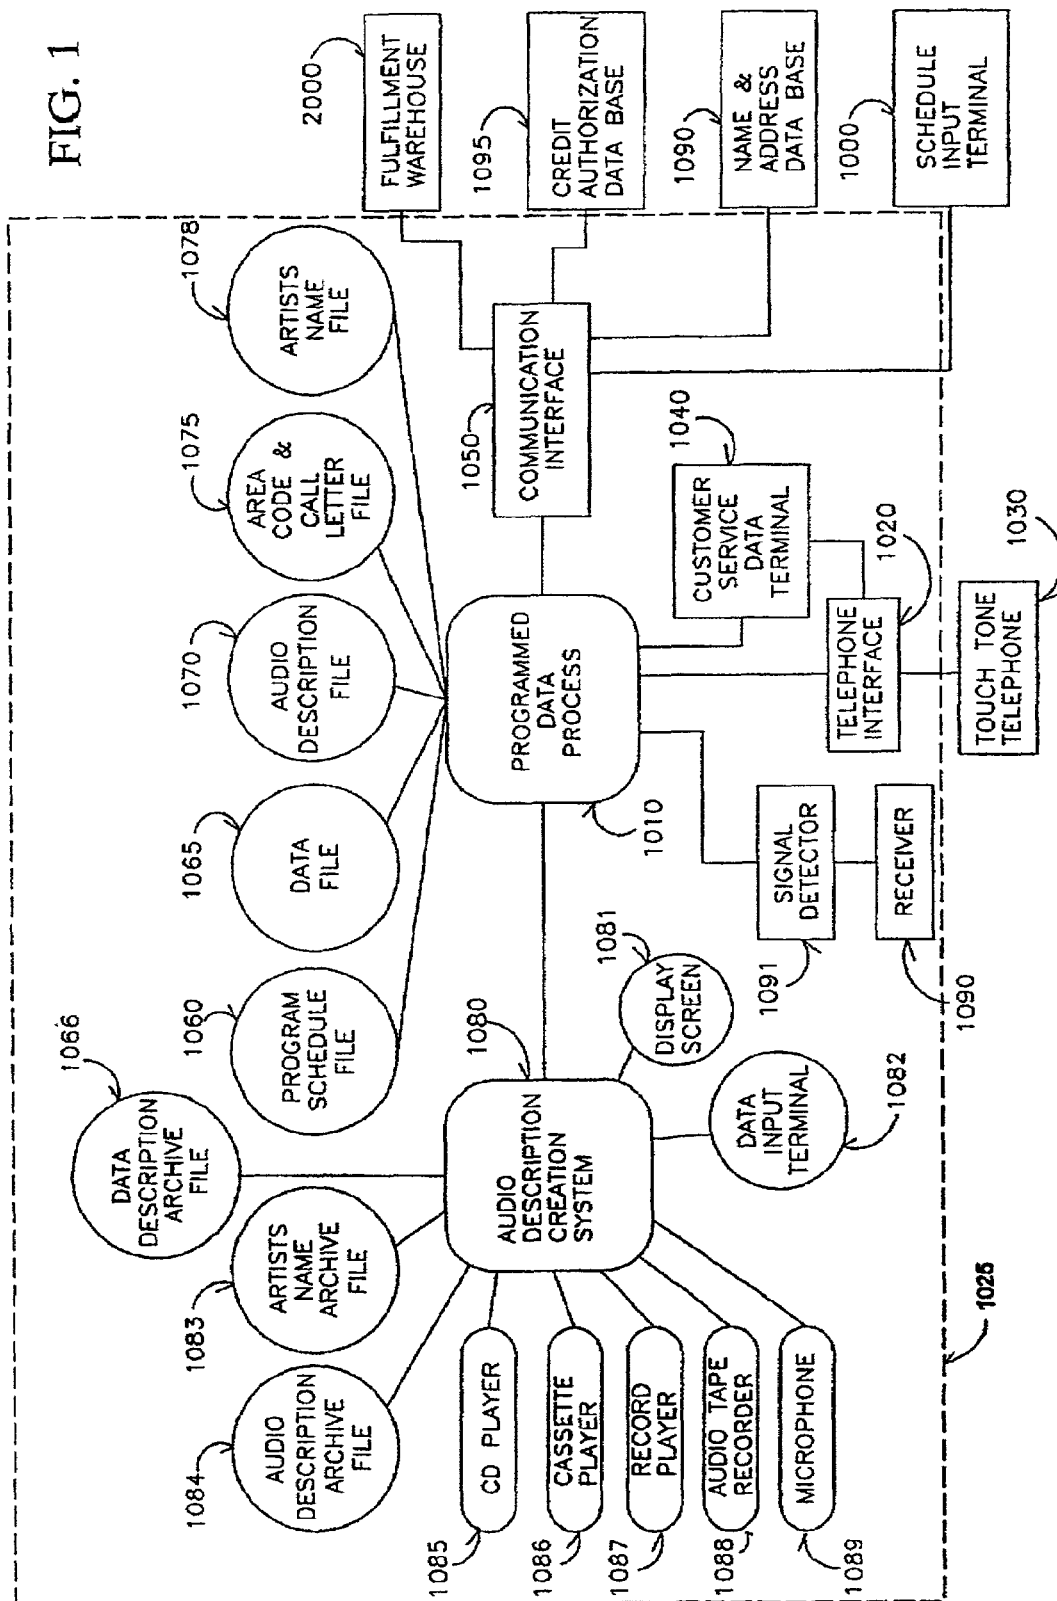 FIG. 1
1066
DATA
DESCRIPTION
ARCHIVE
FILE
1084
AUDIO
DESCRIPTION
ARCHIVE
FILE
1083
ARTISTS
NAME
ARCHIVE
FILE
1060
PROGRAM
SCHEDULE
FILE
1065
DATA
FILE
1070
AUDIO
DESCRIPTION
FILE
1075
AREA
CODE &
CALL
LETTER
FILE
1078
ARTISTS
NAME
FILE
2000
FULFILLMENT
WAREHOUSE
1095
CREDIT
AUTHORIZATION
DATA BASE
1090
NAME &
ADDRESS
DATA BASE
1000
SCHEDULE
INPUT
TERMINAL
1080
AUDIO
DESCRIPTION
CREATION
SYSTEM
1010
PROGRAMMED
DATA
PROCESS
1050
COMMUNICATION
INTERFACE
1085
CD PLAYER
1086
CASSETTE
PLAYER
1087
RECORD
PLAYER
1088
AUDIO TAPE
RECORDER
1089
MICROPHONE
1081
DISPLAY
SCREEN
1082
DATA
INPUT
TERMINAL
1091
SIGNAL
DETECTOR
1090
RECEIVER
1040
CUSTOMER
SERVICE
DATA
TERMINAL
1020
TELEPHONE
INTERFACE
1030
TOUCH TONE
TELEPHONE
1025